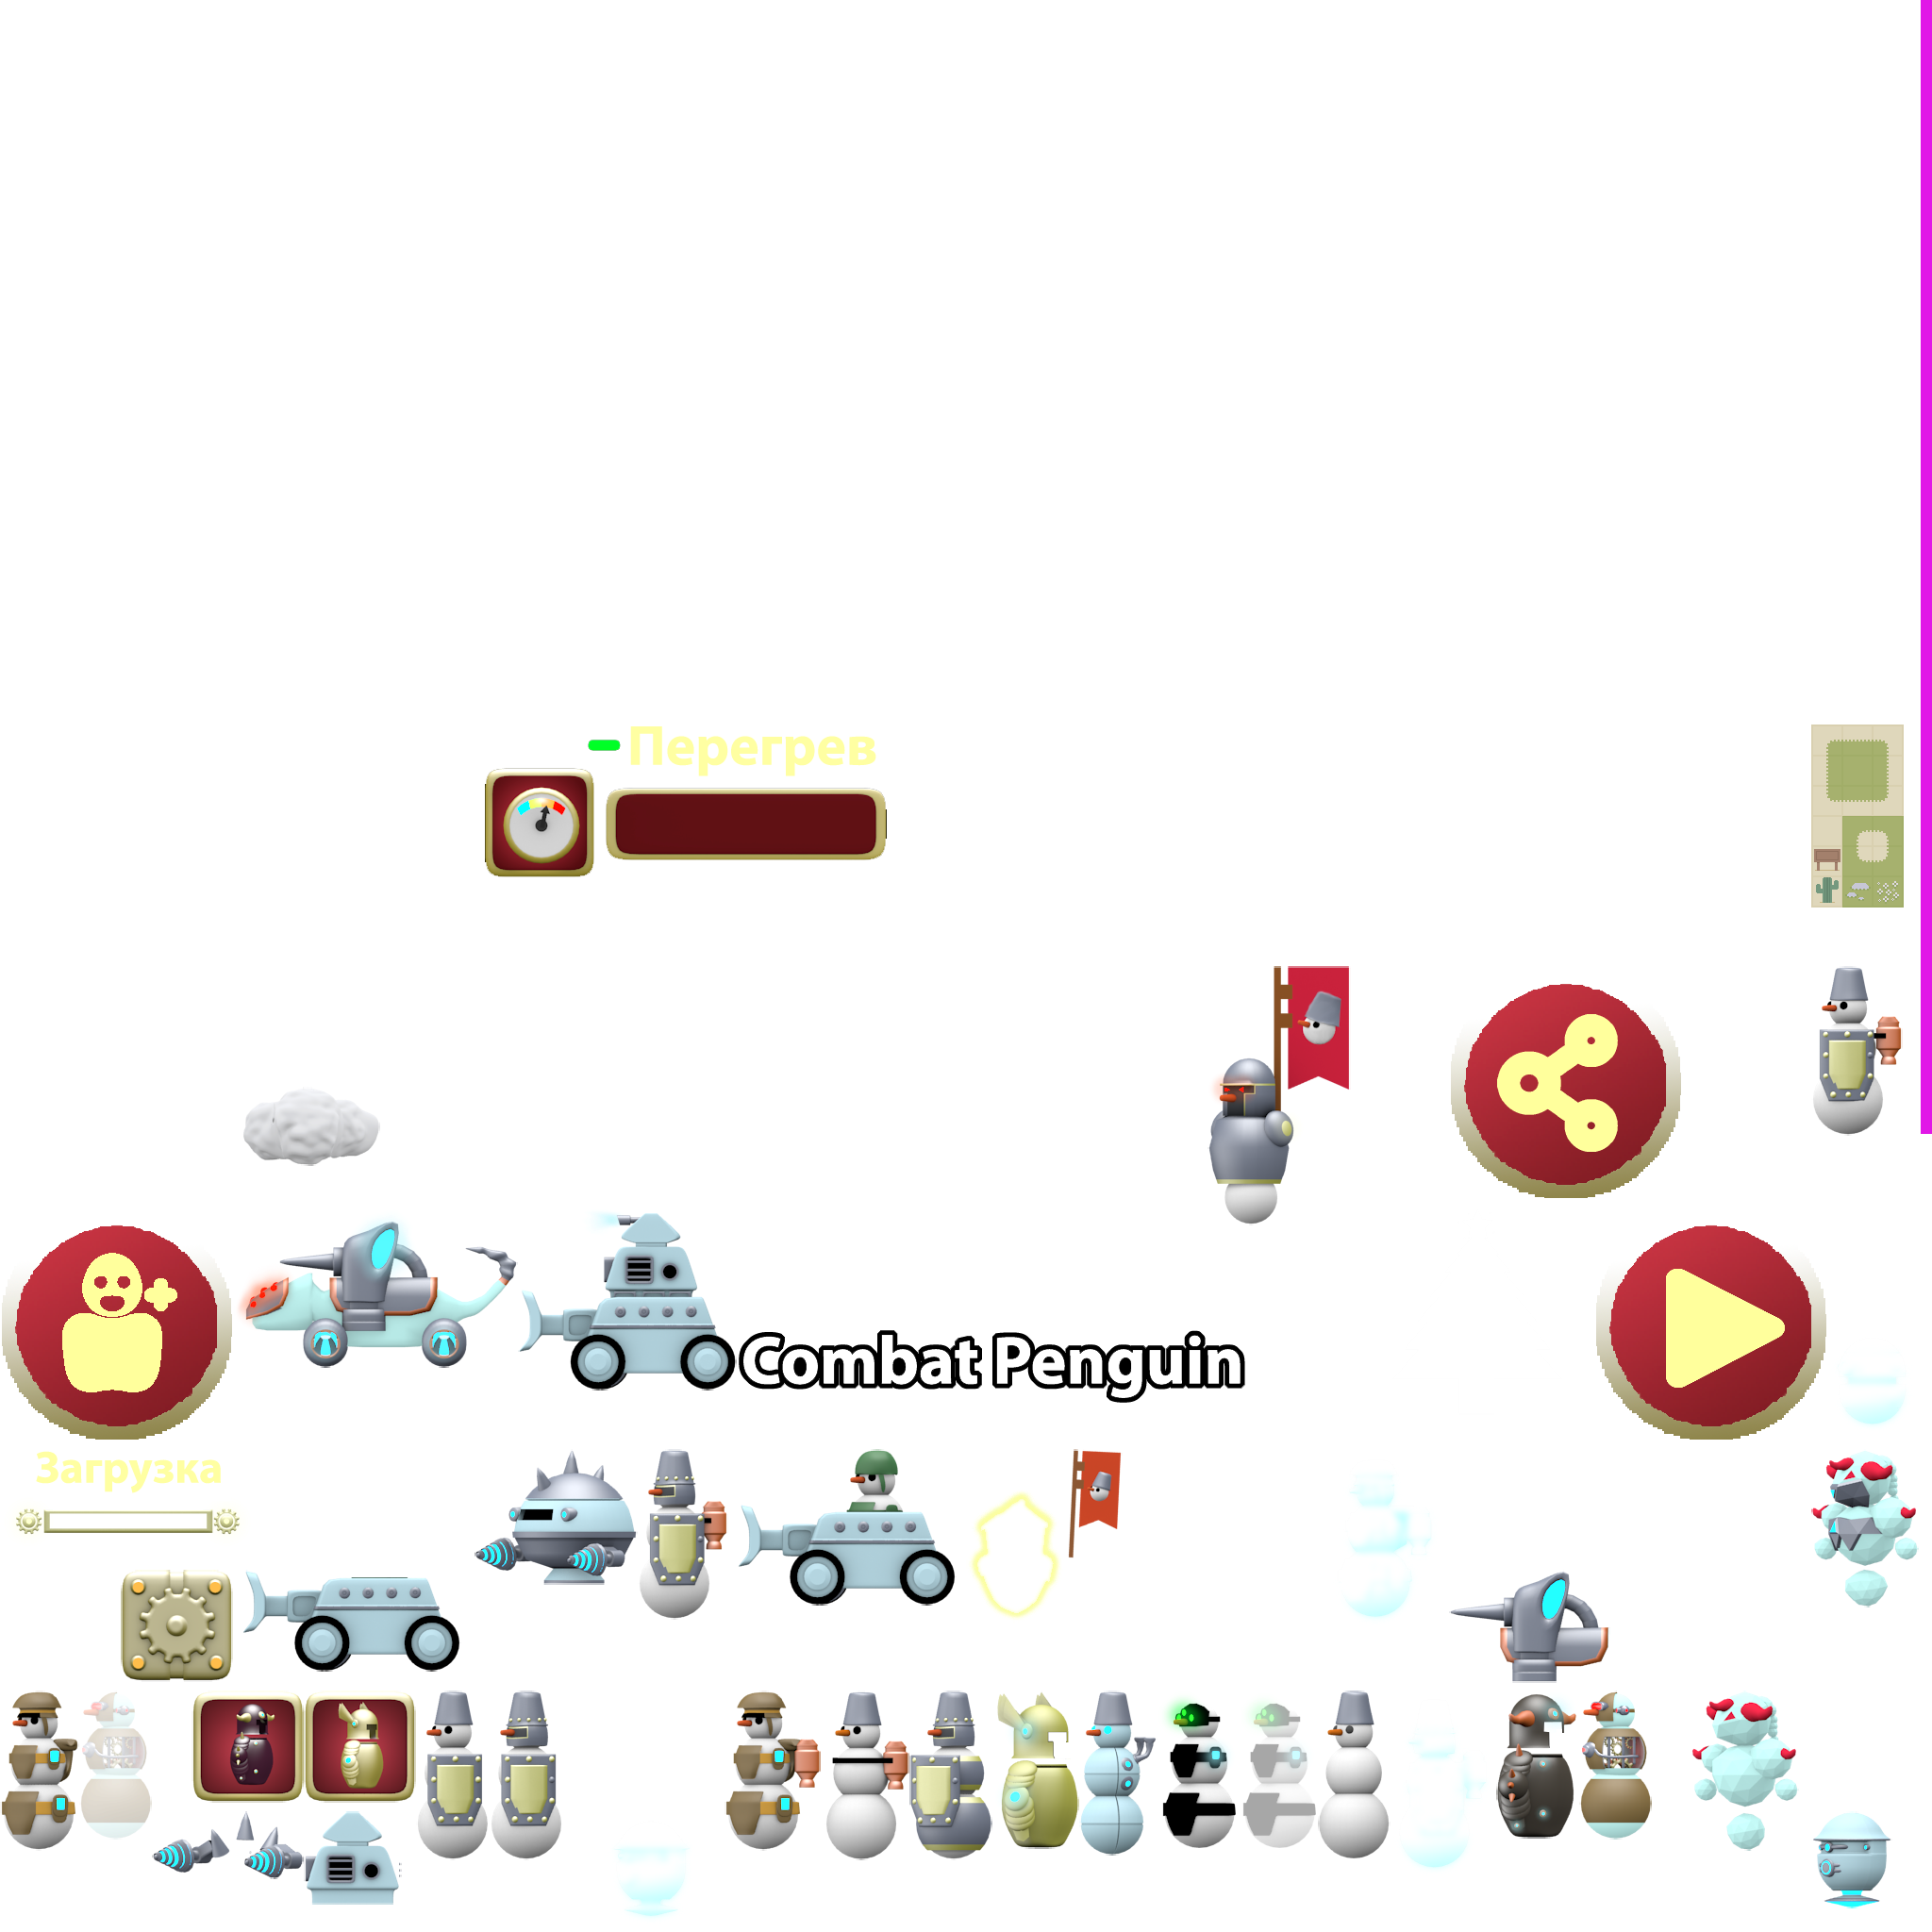 Перегрев
Combat Penguin
Загрузка